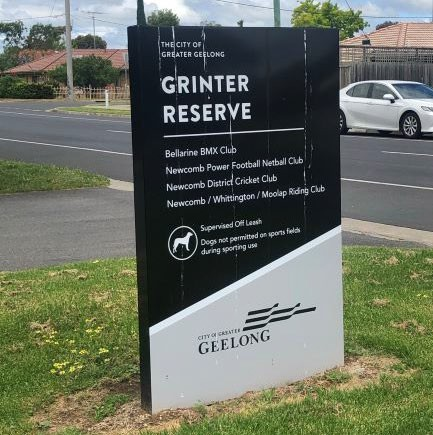 THE CITY OF
GREATER GEELONG
GRINTER
RESERVE
Bellarine BMX Club
Newcomb Power Football Netball Club
Newcomb District Cricket Club
Newcomb / Whittington / Moolap Riding Club
Supervised Off Leash
Dogs not permitted on sports fields
during sporting use
CITY OF GREATER
GEELONG